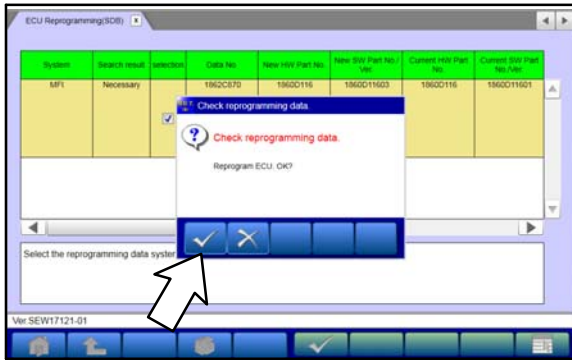 ECU Reprogramming(SDB) x
System Search result selection Data No. New HW Part No. New SW Part No./Ver. Current HW Part No. Current SW Part No./Ver.
MFI Necessary 1862C870 1860D116 1860D11603 1860D116 1860D11601
Check reprogramming data.
Check reprogramming data.
Reprogram ECU. OK?
Select the reprogramming data system
Ver.SEW17121-01